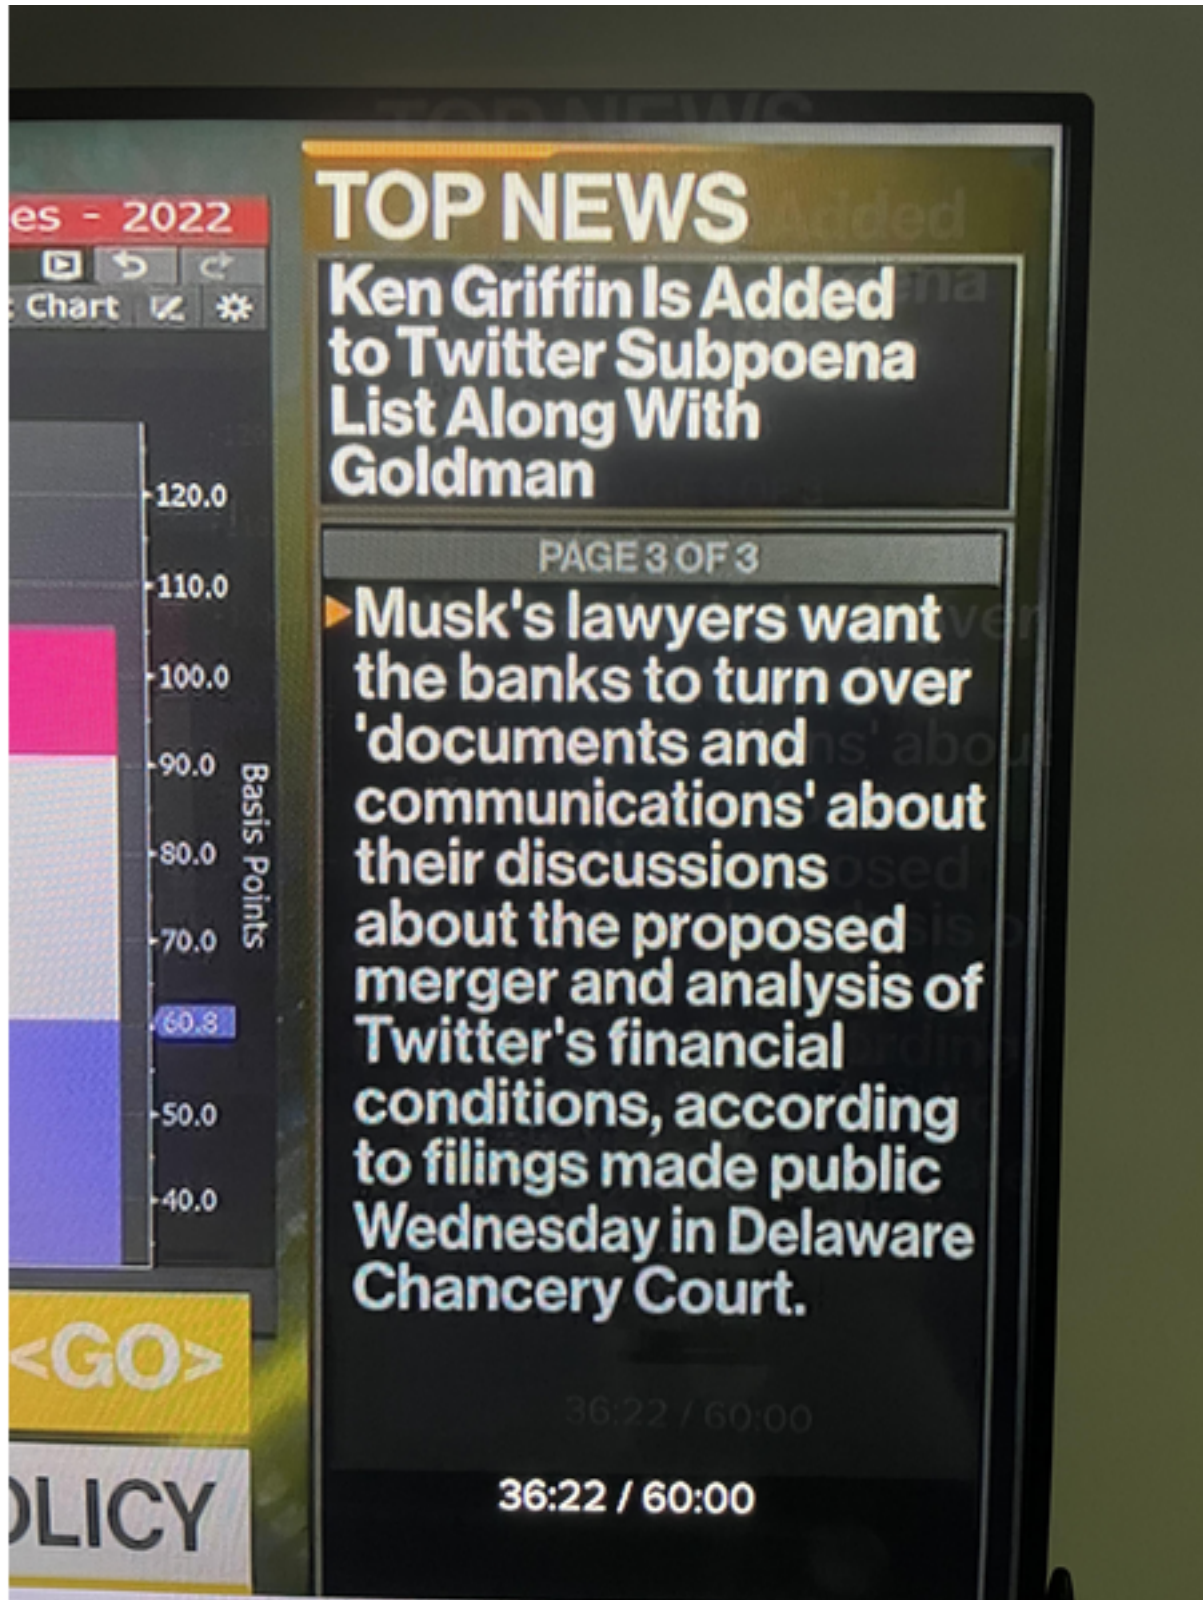 es - 2022
Chart
120.0
110.0
100.0
90.0
80.0
70.0
60.8
50.0
40.0
Basis Points
<GO>
OLICY
TOP NEWS
Ken Griffin Is Added
to Twitter Subpoena
List Along With
Goldman
PAGE 3 OF 3
Musk's lawyers want
the banks to turn over
'documents and
communications' about
their discussions
about the proposed
merger and analysis of
Twitter's financial
conditions, according
to filings made public
Wednesday in Delaware
Chancery Court.
36:22 / 60:00
36:22 / 60:00